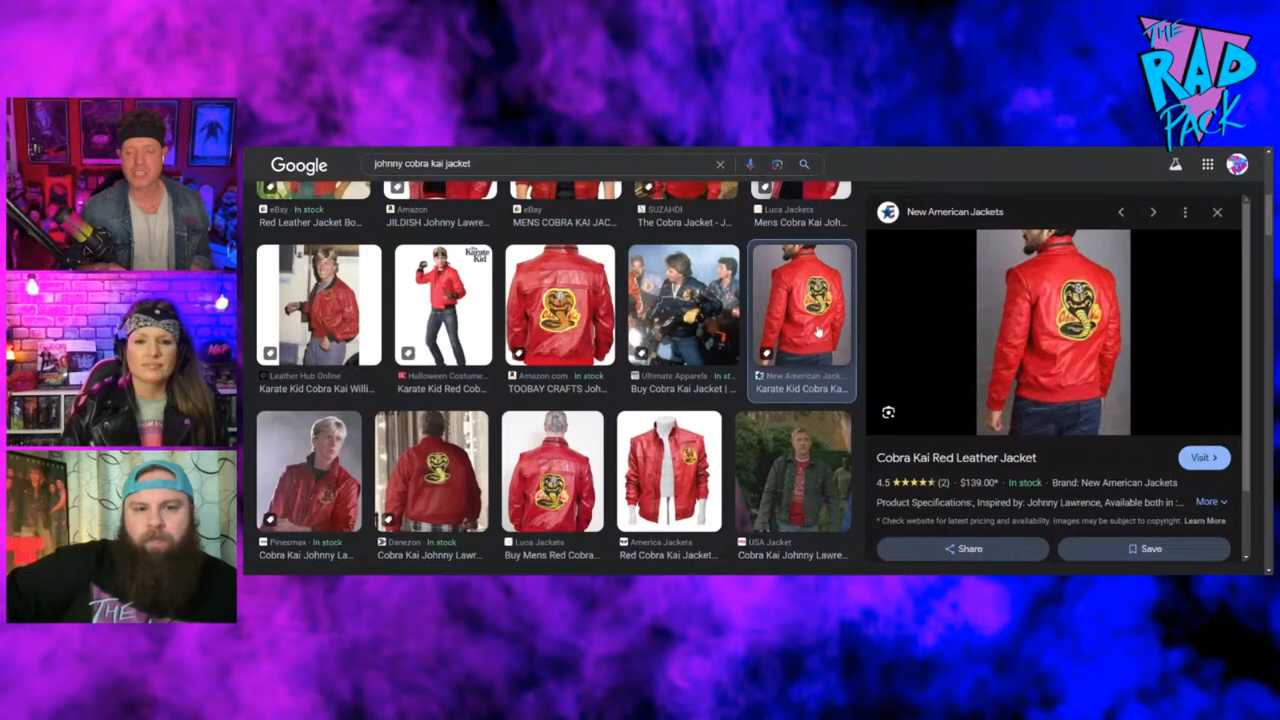 THE
RAD
PACK
Google
johnny cobra kai jacket
eBay · In stock
Red Leather Jacket Bo...
Amazon
JILDISH Johnny Lawre...
eBay
MENS COBRA KAI JAC...
SUZAHDI
The Cobra Jacket - J...
Luca Jackets
Mens Cobra Kai Joh...
New American Jackets
The Karate Kid
Leather Hub Online
Karate Kid Cobra Kai Willi...
Halloween Costume...
Karate Kid Red Cob...
Amazon.com · In stock
TOOBAY CRAFTS Joh...
Ultimate Apparels · In st...
Buy Cobra Kai Jacket | ...
New American Jack...
Karate Kid Cobra Ka...
Pinesmax · In stock
Cobra Kai Johnny La...
Danezon · In stock
Cobra Kai Johnny Lawr...
Luca Jackets
Buy Mens Red Cobra...
America Jackets
Red Cobra Kai Jacket...
USA Jacket
Cobra Kai Johnny Lawre...
Cobra Kai Red Leather Jacket
Visit >
4.5 ★★★★★ (2) · $139.00* · In stock · Brand: New American Jackets
Product Specifications:, Inspired by: Johnny Lawrence, Available both in :... More
* Check website for latest pricing and availability. Images may be subject to copyright. Learn More
Share
Save
THE